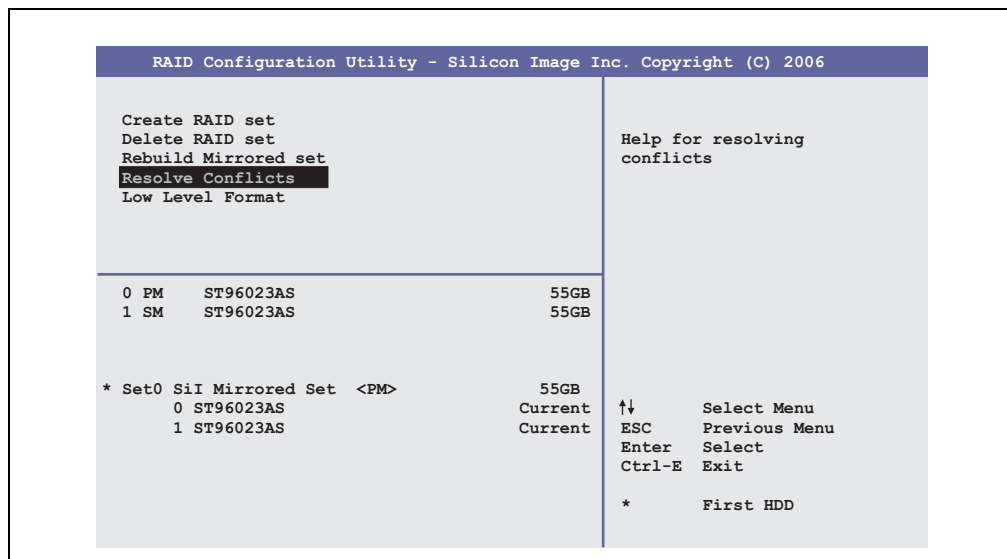 RAID Configuration Utility - Silicon Image Inc. Copyright (C) 2006
Create RAID set
Delete RAID set
Rebuild Mirrored set
Resolve Conflicts
Low Level Format
Help for resolving
conflicts
0 PM ST96023AS 55GB
1 SM ST96023AS 55GB
* Set0 SiI Mirrored Set <PM> 55GB
0 ST96023AS Current
1 ST96023AS Current
↑↓ Select Menu
ESC Previous Menu
Enter Select
Ctrl-E Exit
* First HDD